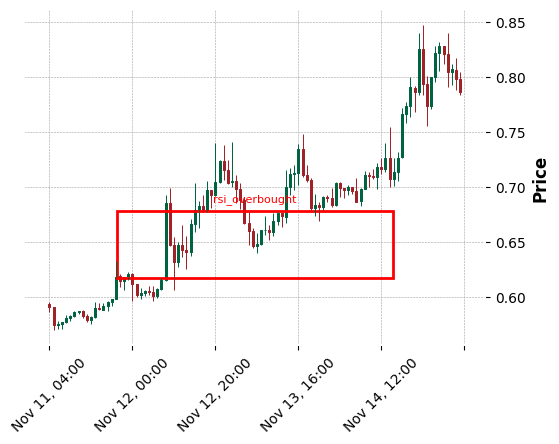 0.85
0.80
0.75
0.70
rsi_overbought
0.65
0.60
Price
Nov 11, 04:00
Nov 12, 00:00
Nov 12, 20:00
Nov 13, 16:00
Nov 14, 12:00